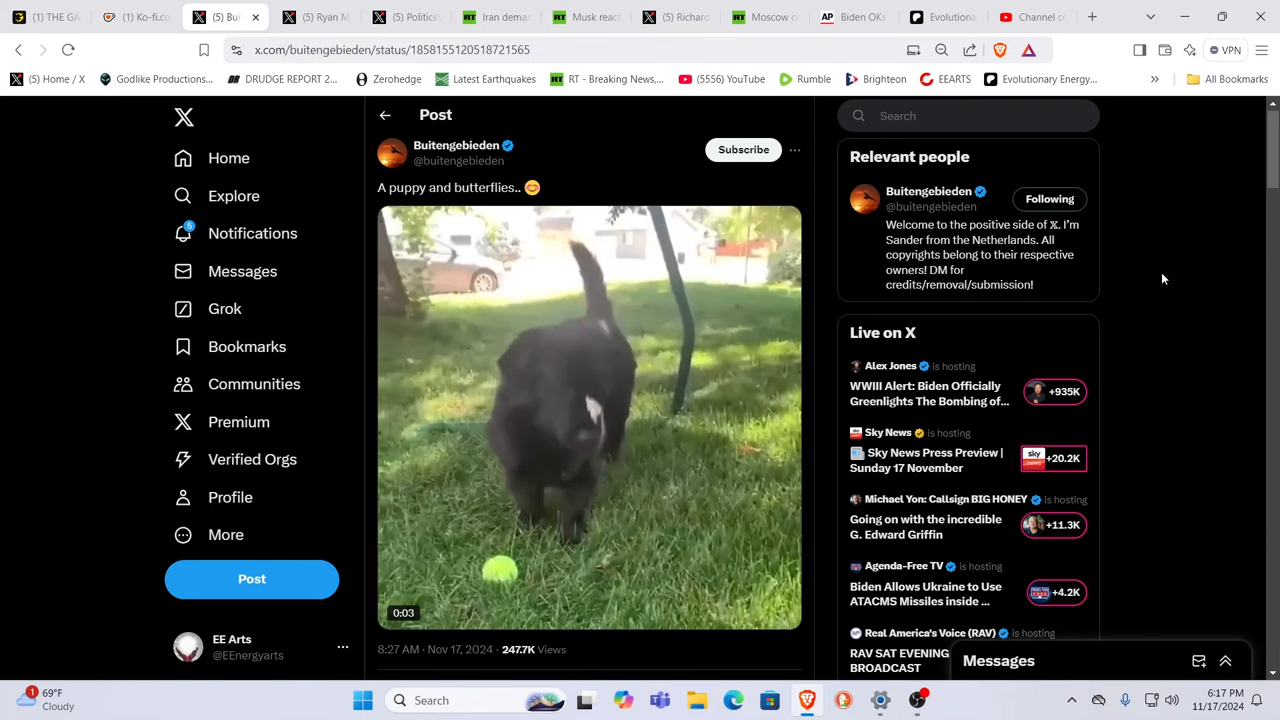 (1) THE GA
(1) Ko-fi.co
(5) Bui
(5) Ryan M
(5) Politics
Iran dema
Musk reac
(5) Richard
Moscow co
Biden OKs
Evolutiona
Channel co
x.com/buitengebieden/status/1858155120518721565
VPN
(5) Home / X
Godlike Productions...
DRUDGE REPORT 2...
Zerohedge
Latest Earthquakes
RT - Breaking News,...
(5555) YouTube
Rumble
Brighteon
EEARTS
Evolutionary Energy...
»
All Bookmarks
Home
Explore
5
Notifications
Messages
Grok
Bookmarks
Communities
Premium
Verified Orgs
Profile
More
Post
EE Arts
@EEnergyarts
Post
Buitengebieden
@buitengebieden
Subscribe
A puppy and butterflies.. 😊
0:03
8:27 AM · Nov 17, 2024 · 247.7K Views
Search
Relevant people
Buitengebieden
@buitengebieden
Following
Welcome to the positive side of 𝕏. I'm
Sander from the Netherlands. All
copyrights belong to their respective
owners! DM for
credits/removal/submission!
Live on X
Alex Jones is hosting
WWIII Alert: Biden Officially
Greenlights The Bombing of...
+935K
Sky News is hosting
Sky News Press Preview |
Sunday 17 November
+20.2K
Michael Yon: Callsign BIG HONEY is hosting
Going on with the incredible
G. Edward Griffin
+11.3K
Agenda-Free TV is hosting
Biden Allows Ukraine to Use
ATACMS Missiles inside ...
+4.2K
Real America's Voice (RAV) is hosting
RAV SAT EVENING
BROADCAST
Messages
1
69°F
Cloudy
Search
6:17 PM
11/17/2024